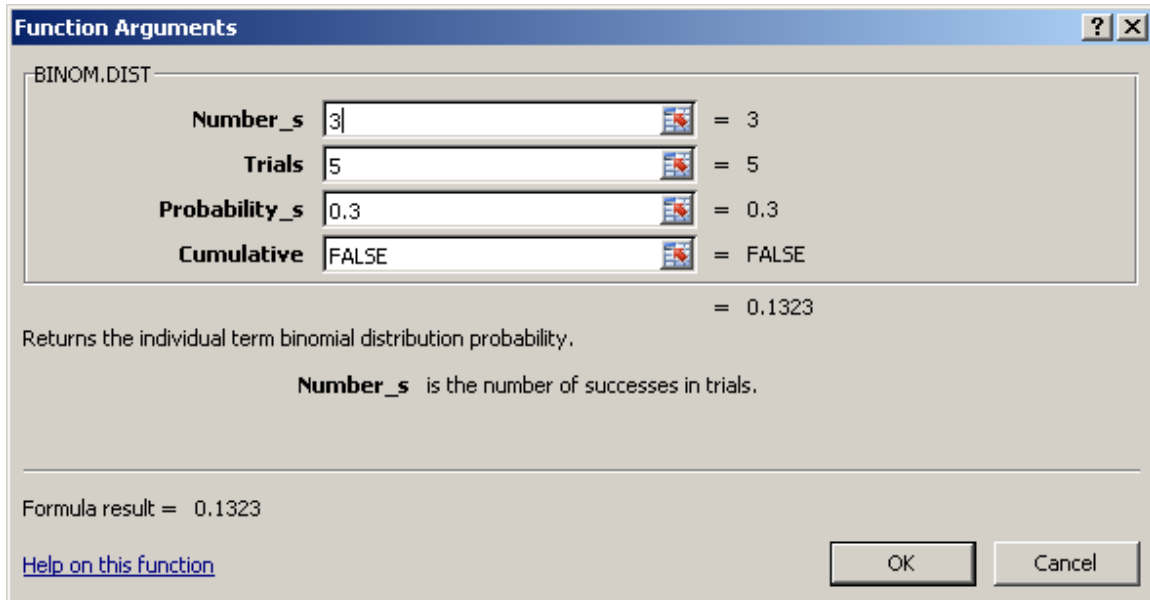 Function Arguments
BINOM.DIST
Number_s 3 = 3
Trials 5 = 5
Probability_s 0.3 = 0.3
Cumulative FALSE = FALSE
= 0.1323
Returns the individual term binomial distribution probability.
Number_s is the number of successes in trials.
Formula result = 0.1323
Help on this function OK Cancel